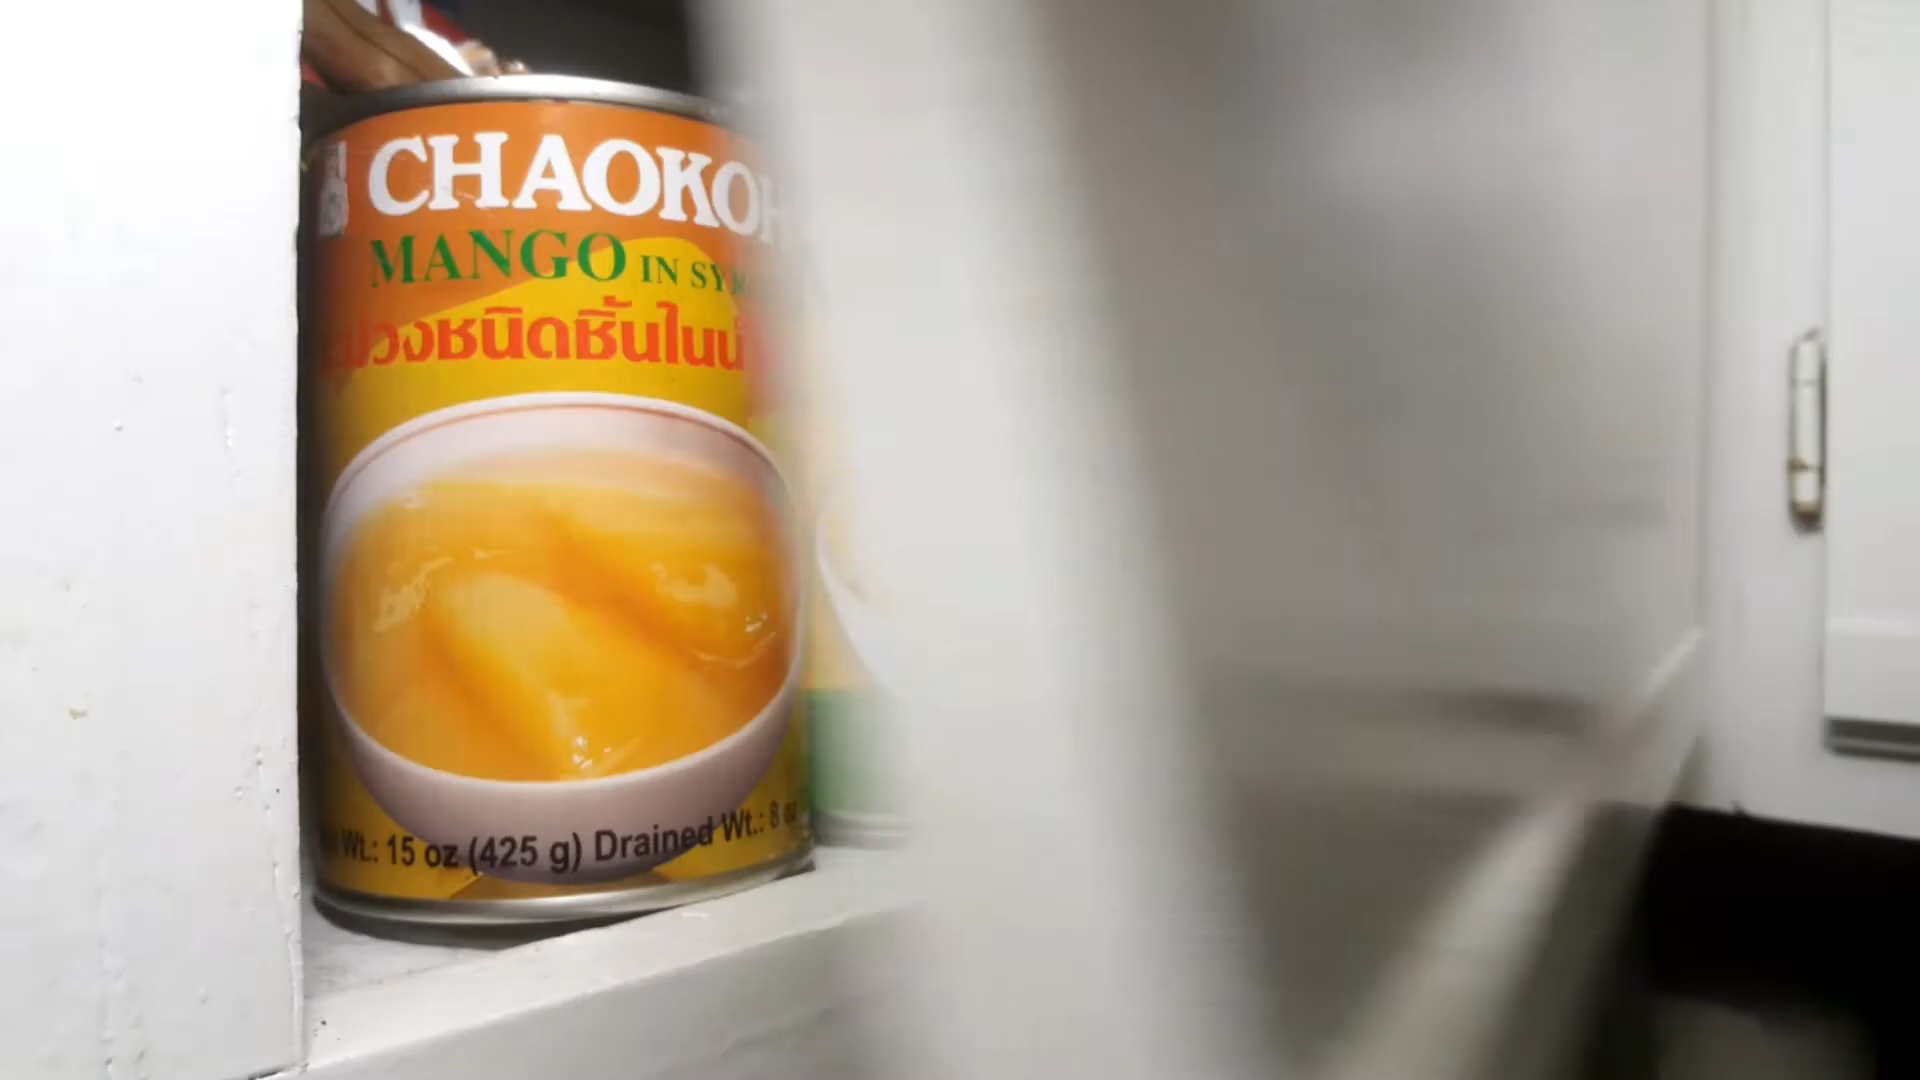 CHAOKOH
MANGO IN SY
ม่วงชนิดชิ้นในน้ำ
Wt.: 15 oz (425 g) Drained Wt.: 8 oz